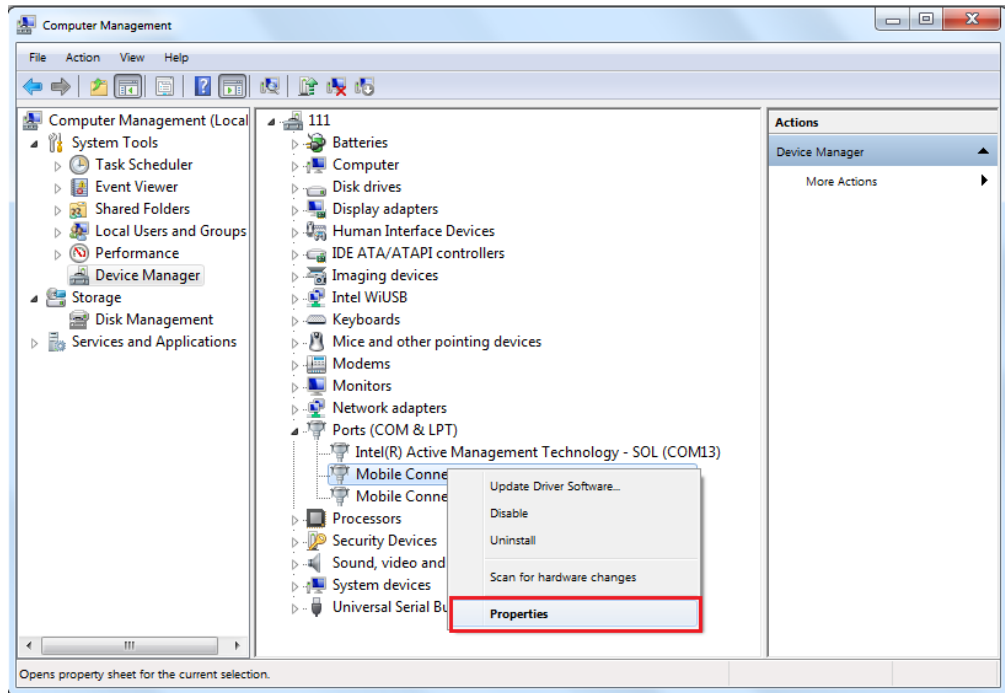 Computer Management
File Action View Help
Computer Management (Local
System Tools
Task Scheduler
Event Viewer
Shared Folders
Local Users and Groups
Performance
Device Manager
Storage
Disk Management
Services and Applications
111
Batteries
Computer
Disk drives
Display adapters
Human Interface Devices
IDE ATA/ATAPI controllers
Imaging devices
Intel WiUSB
Keyboards
Mice and other pointing devices
Modems
Monitors
Network adapters
Ports (COM & LPT)
Intel(R) Active Management Technology - SOL (COM13)
Mobile Conne
Mobile Conne
Processors
Security Devices
Sound, video and
System devices
Universal Serial Bu
Update Driver Software...
Disable
Uninstall
Scan for hardware changes
Properties
Actions
Device Manager
More Actions
Opens property sheet for the current selection.